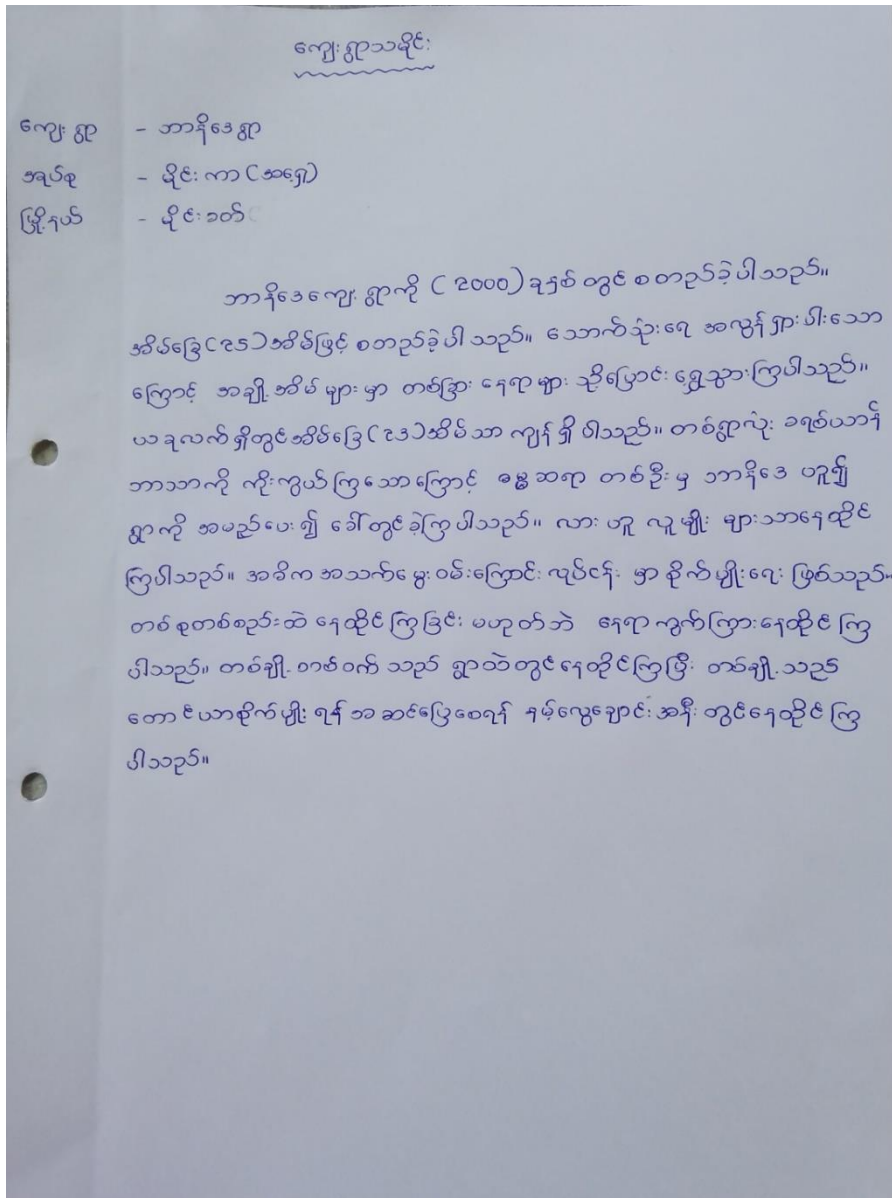 ကျေးရွာသမိုင်း
ကျေးရွာ - ဘာနိဒေရွာ
အုပ်စု - မိုင်းကာ (အရှေ့)
မြို့နယ် - မိုင်းခတ်
ဘာနိဒေကျေးရွာကို (2000) ခုနှစ်တွင် စတည်ခဲ့ပါသည်။
အိမ်ခြေ (25) အိမ်ဖြင့် စတည်ခဲ့ပါသည်။ သောက်သုံးရေ အလွန်ရှားပါးသော
ကြောင့် အချို့အိမ်များမှာ တစ်ခြားနေရာများသို့ပြောင်းရွှေ့သွားကြပါသည်။
ယခုလက်ရှိတွင်အိမ်ခြေ (23) အိမ်သာ ကျန်ရှိပါသည်။ တစ်ရွာလုံး ခရစ်ယာန်
ဘာသာကို ကိုးကွယ်ကြသောကြောင့် ဓမ္မဆရာ တစ်ဦးမှ ဘာနိဒေ ဟူ၍
ရွာကို အမည်ပေး၍ ခေါ်တွင်ခဲ့ကြပါသည်။ လားဟူ လူမျိုးများသာနေထိုင်
ကြပါသည်။ အဓိက အသက်မွေးဝမ်းကြောင်း လုပ်ငန်း မှာ စိုက်မျိုးရေး ဖြစ်သည်။
တစ်စုတစ်စည်းထဲ နေထိုင်ကြခြင်း မဟုတ်ဘဲ နေရာကွက်ကြားနေထိုင်ကြ
ပါသည်။ တစ်ချို့တစ်ဝက်သည် ရွာထဲတွင်နေထိုင်ကြပြီး တစ်ချို့သည်
တောင်ယာစိုက်မျိုးရန် အဆင်ပြေစေရန် နမ့်လွေချောင်းအနီးတွင်နေထိုင်ကြ
ပါသည်။